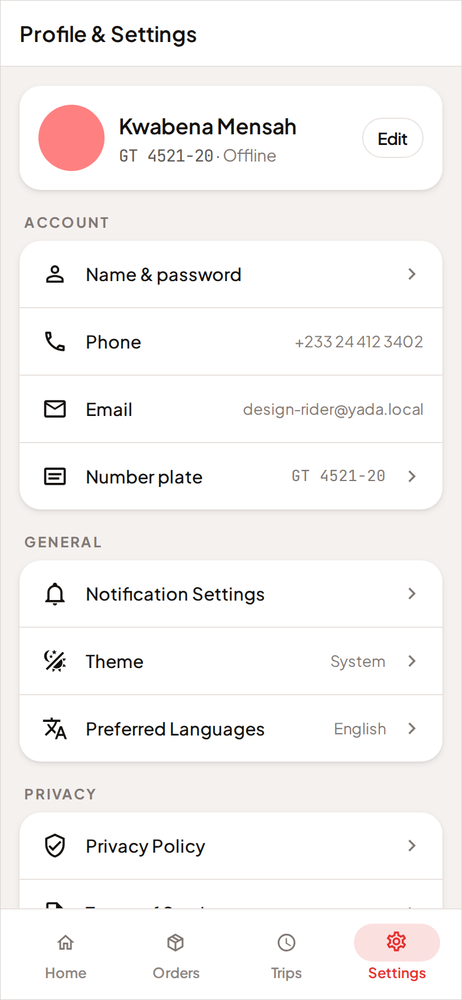 Profile & Settings
Kwabena Mensah
GT 4521-20 · Offline
Edit
ACCOUNT
Name & password
Phone +233 24 412 3402
Email design-rider@yada.local
Number plate GT 4521-20
GENERAL
Notification Settings
Theme System
Preferred Languages English
PRIVACY
Privacy Policy
Home Orders Trips Settings